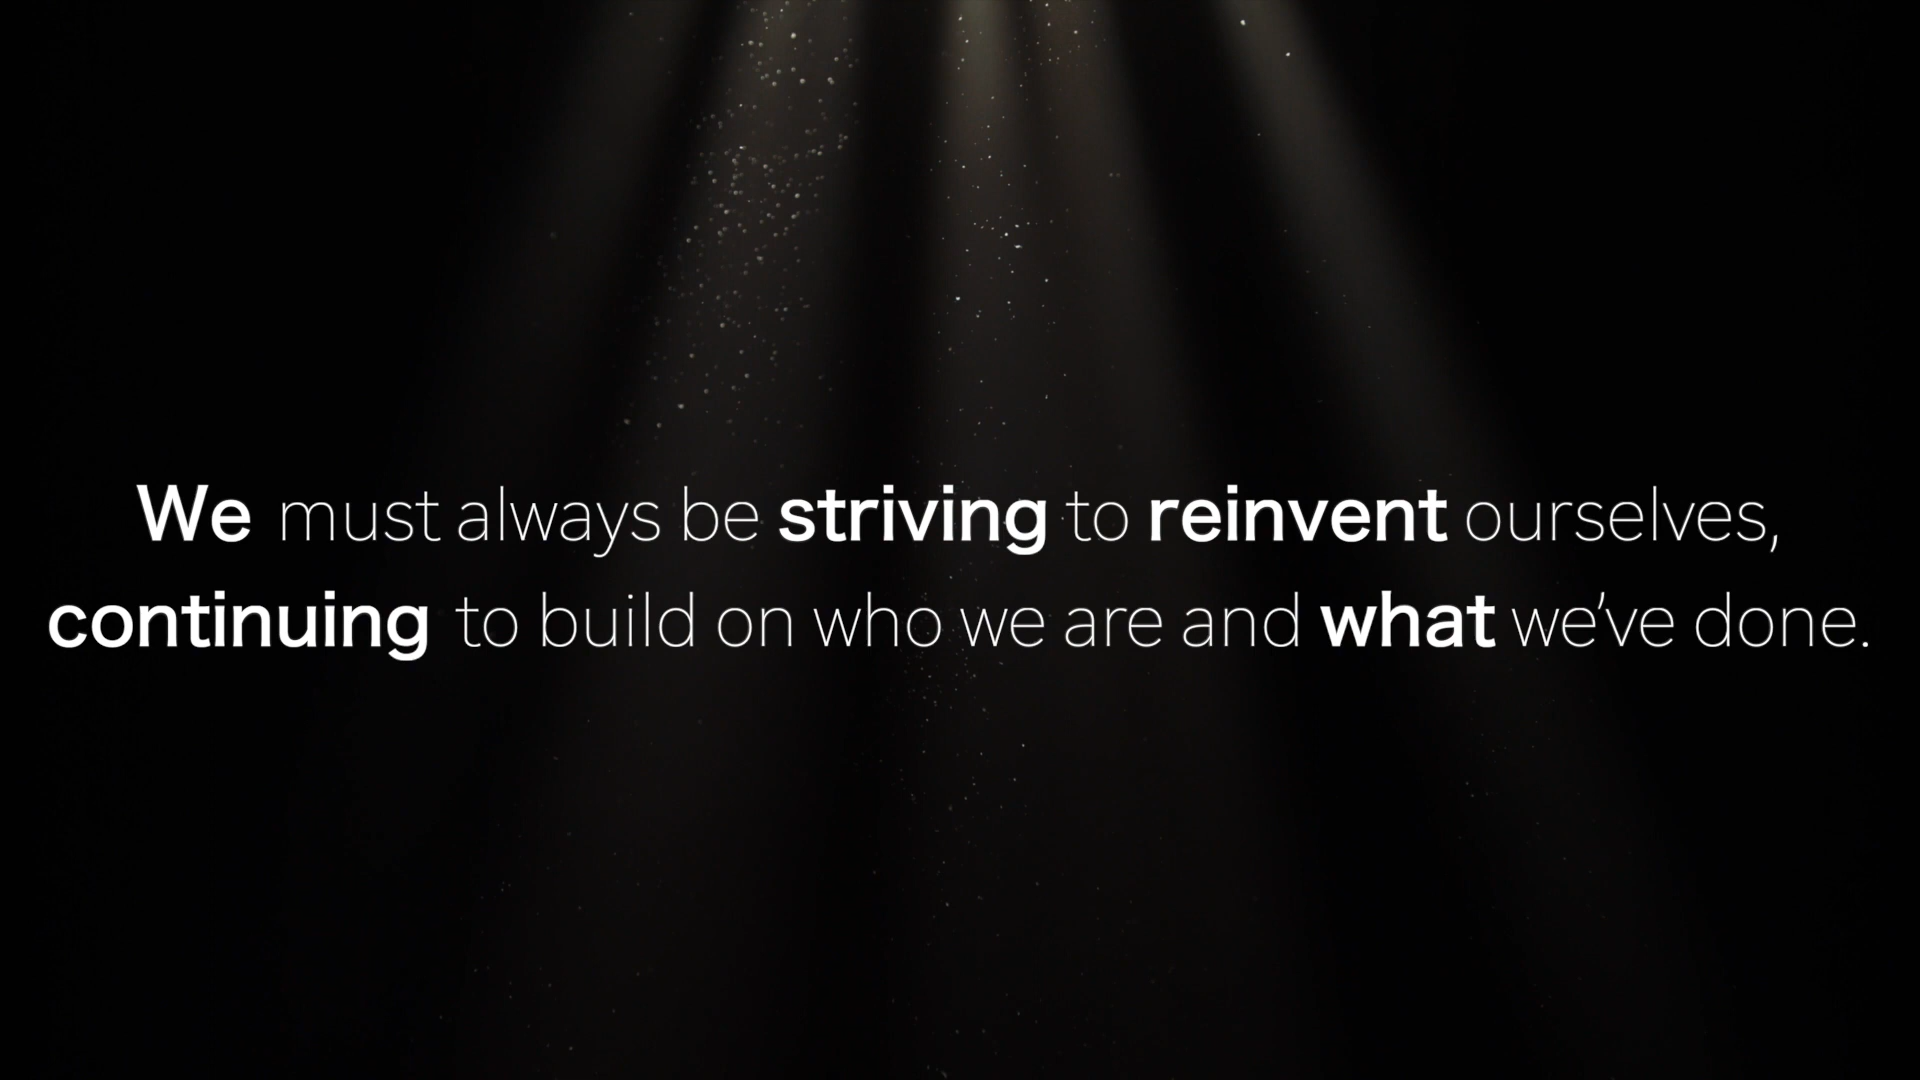 We must always be striving to reinvent ourselves,
continuing to build on who we are and what we’ve done.